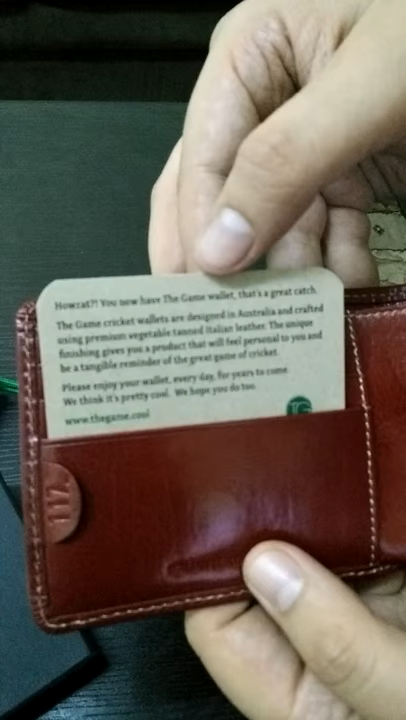 Howzat?! You now have The Game wallet, that's a great catch.
The Game cricket wallets are designed in Australia and crafted
using premium vegetable tanned Italian leather. The unique
finishing gives you a product that will feel personal to you and
be a tangible reminder of the great game of cricket.
Please enjoy your wallet, every day, for years to come.
We think it's pretty cool. We hope you do too.
www.thegame.cool
117